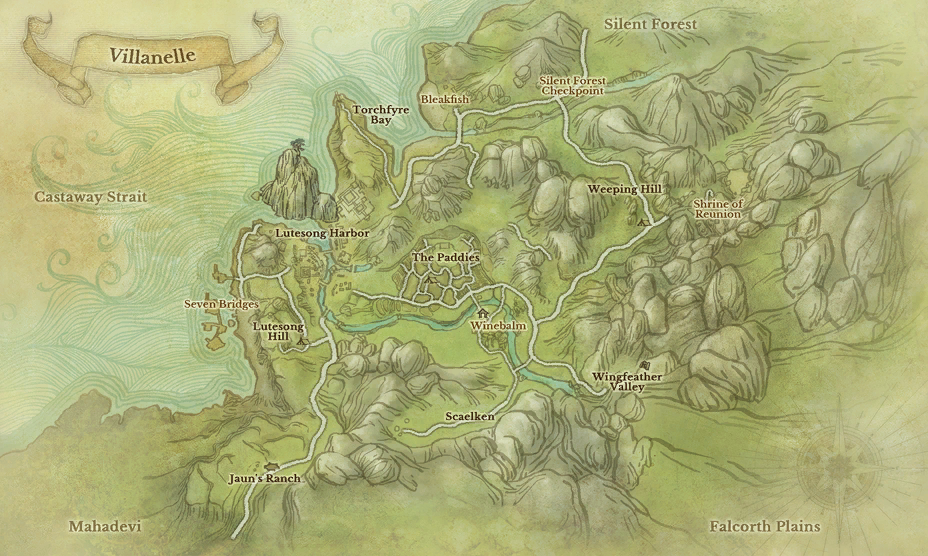 Villanelle
Silent Forest
Silent Forest
Checkpoint
Bleakfish
Torchfyre
Bay
Castaway Strait
Weeping Hill
Shrine of
Reunion
Lutesong Harbor
The Paddies
Seven Bridges
Lutesong
Hill
Winebalm
Wingfeather
Valley
Scaelken
Jaun's Ranch
Mahadevi
Falcorth Plains